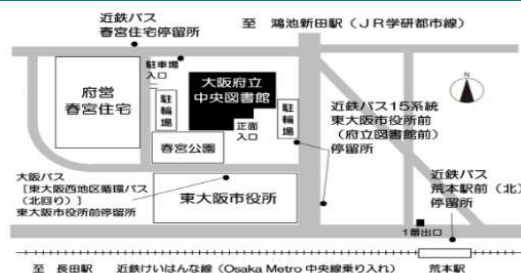 近鉄バス
春宮住宅停留所
至 鴻池新田駅（JR学研都市線）
駐車場
入口
府営
春宮住宅
大阪府立
中央図書館
駐輪場
正面
入口
駐輪場
春宮公園
近鉄バス15系統
東大阪市役所前
（府立図書館前）
停留所
大阪バス
［東大阪西地区循環バス
（北回り）］
東大阪市役所前停留所
東大阪市役所
近鉄バス
荒本駅前（北）
停留所
1番出口
至 長田駅 近鉄けいはんな線（Osaka Metro 中央線乗り入れ） 荒本駅